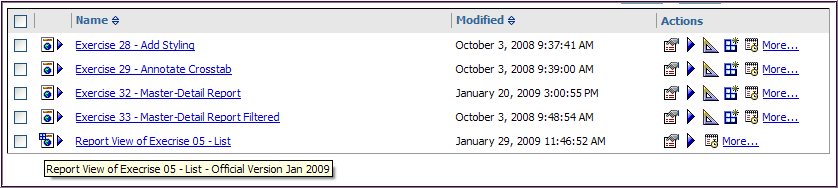 Name Modified Actions
Exercise 28 - Add Styling October 3, 2008 9:37:41 AM More...
Exercise 29 - Annotate Crosstab October 3, 2008 9:39:00 AM More...
Exercise 32 - Master-Detail Report January 20, 2009 3:00:55 PM More...
Exercise 33 - Master-Detail Report Filtered October 3, 2008 9:48:54 AM More...
Report View of Execrise 05 - List January 29, 2009 11:46:52 AM More...
Report View of Execrise 05 - List - Official Version Jan 2009